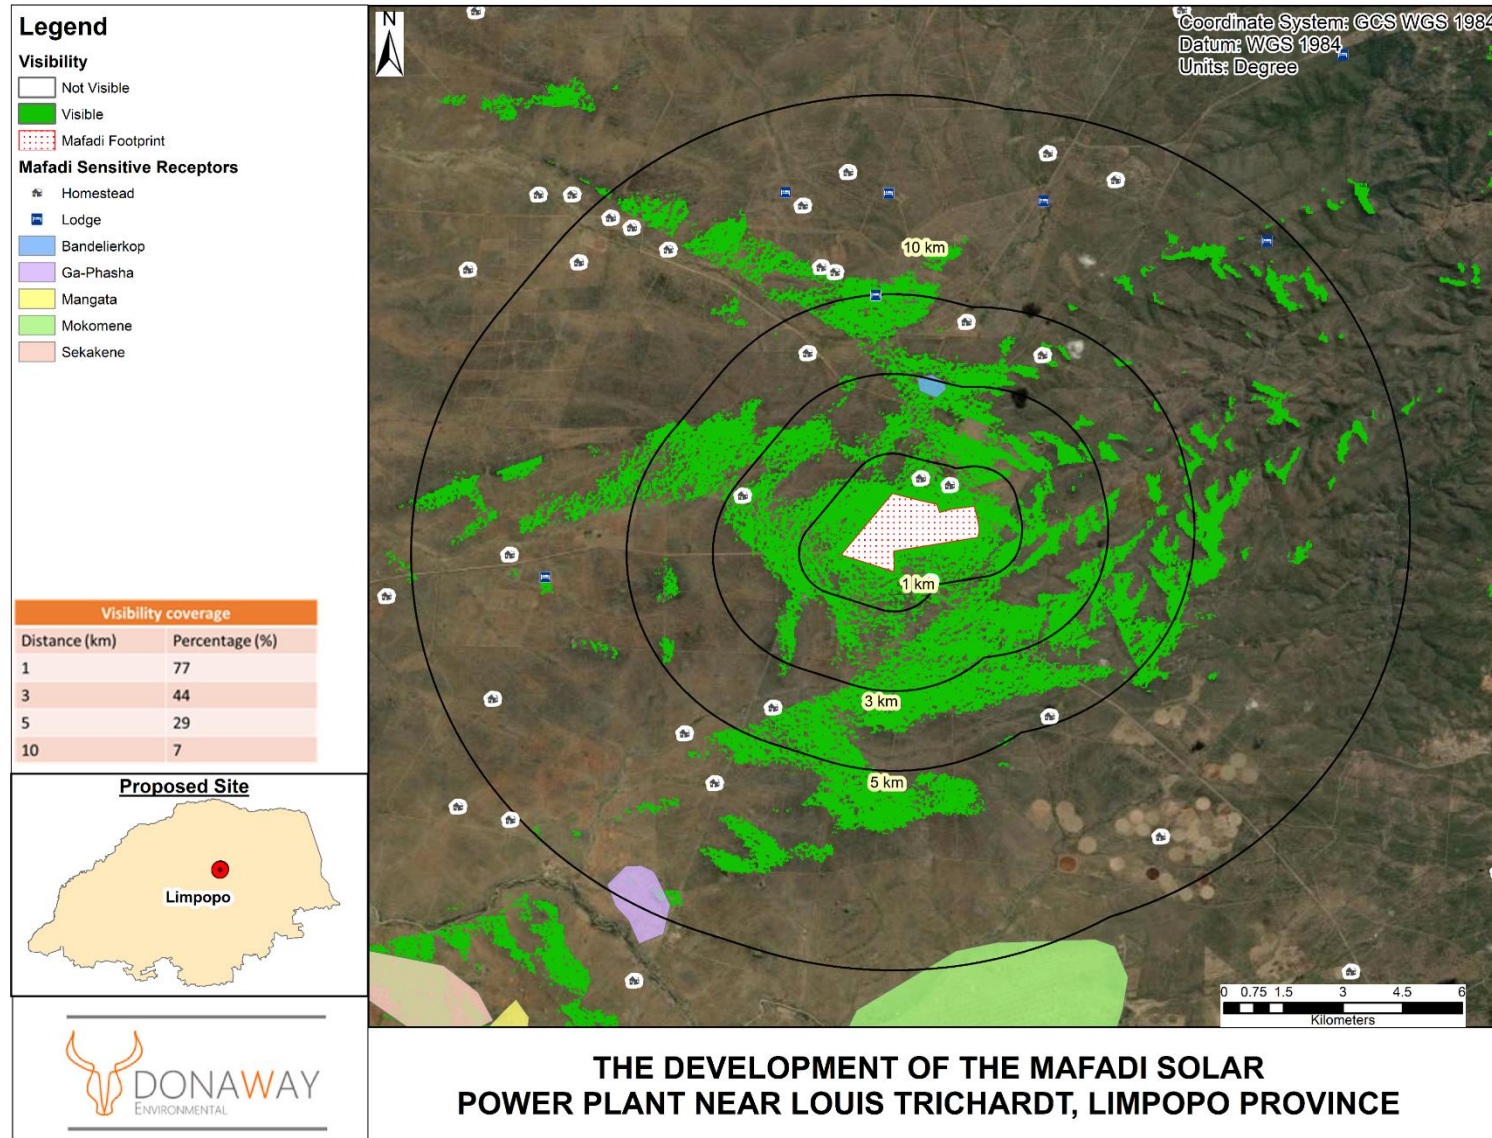 Legend
Visibility
Not Visible
Visible
Mafadi Footprint
Mafadi Sensitive Receptors
Homestead
Lodge
Bandelierkop
Ga-Phasha
Mangata
Mokomene
Sekakene
Visibility coverage
Distance (km) Percentage (%)
1 77
3 44
5 29
10 7
Proposed Site
Limpopo
DONAWAY
ENVIRONMENTAL
N
Coordinate System: GCS WGS 1984
Datum: WGS 1984
Units: Degree
10 km
1 km
3 km
5 km
0 0.75 1.5 3 4.5 6
Kilometers
THE DEVELOPMENT OF THE MAFADI SOLAR
POWER PLANT NEAR LOUIS TRICHARDT, LIMPOPO PROVINCE